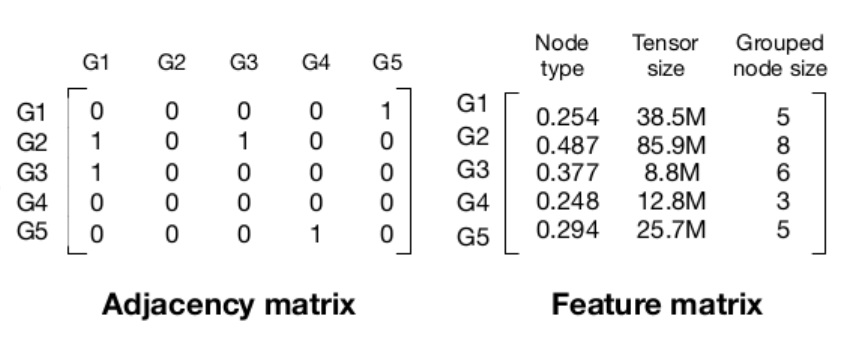 G1 G2 G3 G4 G5
G1 0 0 0 0 1
G2 1 0 1 0 0
G3 1 0 0 0 0
G4 0 0 0 0 0
G5 0 0 0 1 0
Adjacency matrix
Node Tensor Grouped
type size node size
G1 0.254 38.5M 5
G2 0.487 85.9M 8
G3 0.377 8.8M 6
G4 0.248 12.8M 3
G5 0.294 25.7M 5
Feature matrix